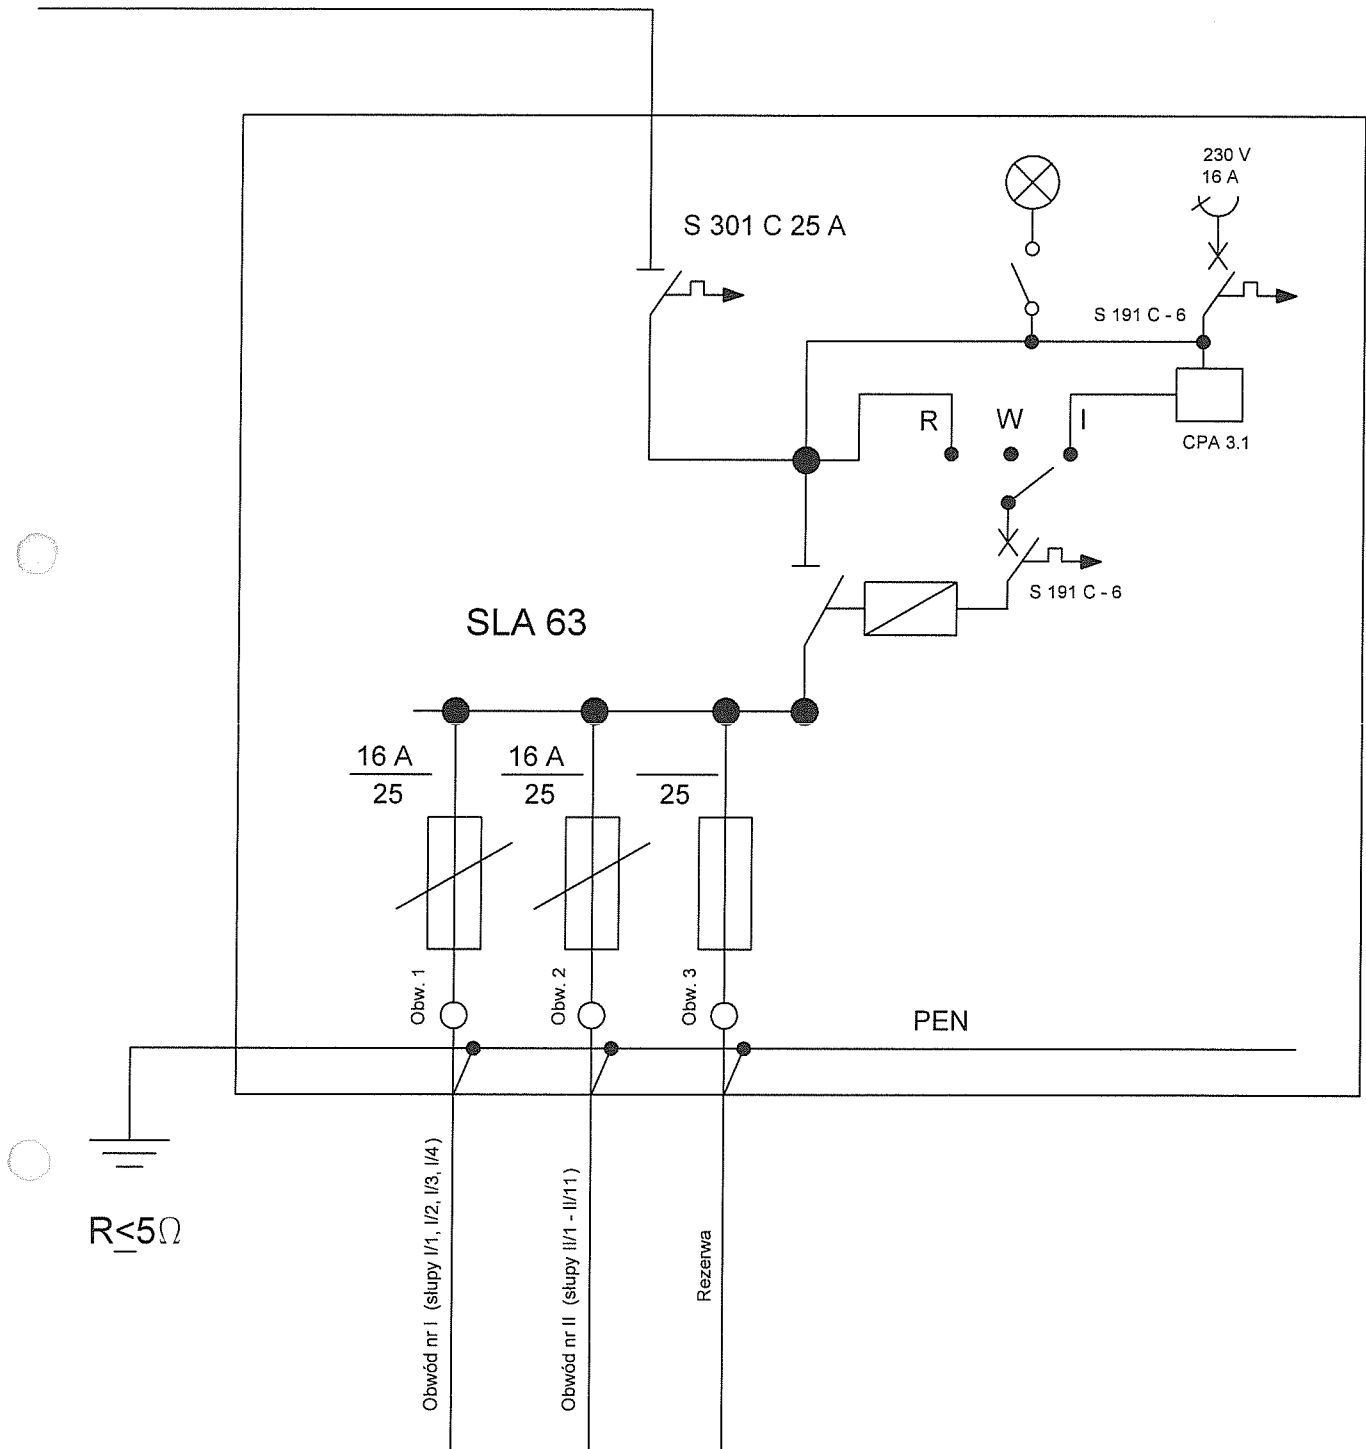 230 V
16 A
S 301 C 25 A
S 191 C - 6
R
W
I
CPA 3.1
S 191 C - 6
SLA 63
16 A
25
16 A
25
25
Obw. 1
Obw. 2
Obw. 3
PEN
R≤5Ω
Obwód nr I (słupy I/1, I/2, I/3, I/4)
Obwód nr II (słupy II/1 - II/11)
Rezerwa